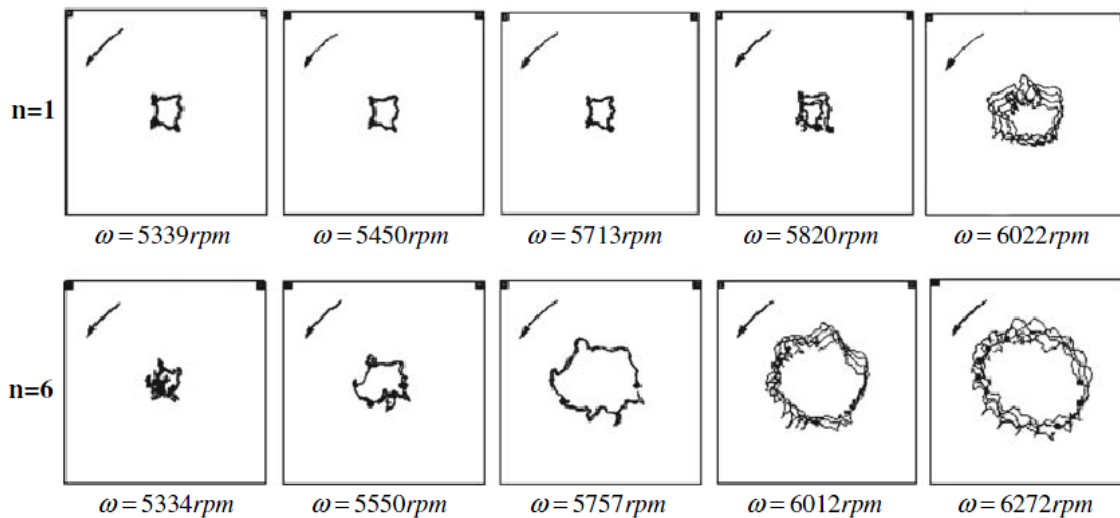 n=1
ω = 5339rpm ω = 5450rpm ω = 5713rpm ω = 5820rpm ω = 6022rpm
n=6
ω = 5334rpm ω = 5550rpm ω = 5757rpm ω = 6012rpm ω = 6272rpm